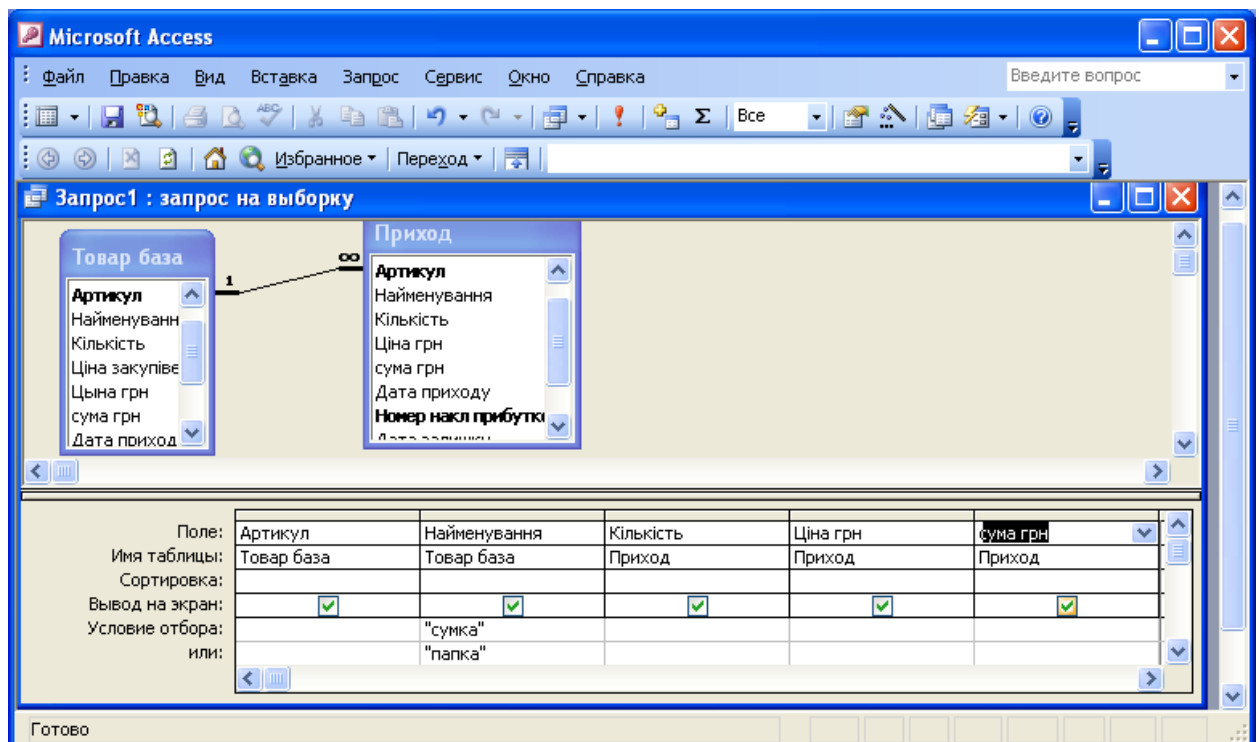 Microsoft Access
Файл Правка Вид Вставка Запрос Сервис Окно Справка Введите вопрос
ABC Σ Все
Избранное Переход
Запрос1 : запрос на выборку
Товар база
Артикул
Найменуванн
Кількість
Ціна закупіве
Цына грн
сума грн
Дата приход
1 ∞
Приход
Артикул
Найменування
Кількість
Ціна грн
сума грн
Дата приходу
Номер накл прибутко
Поле: Артикул Найменування Кількість Ціна грн сума грн
Имя таблицы: Товар база Товар база Приход Приход Приход
Сортировка:
Вывод на экран:
Условие отбора: "сумка"
или: "папка"
Готово